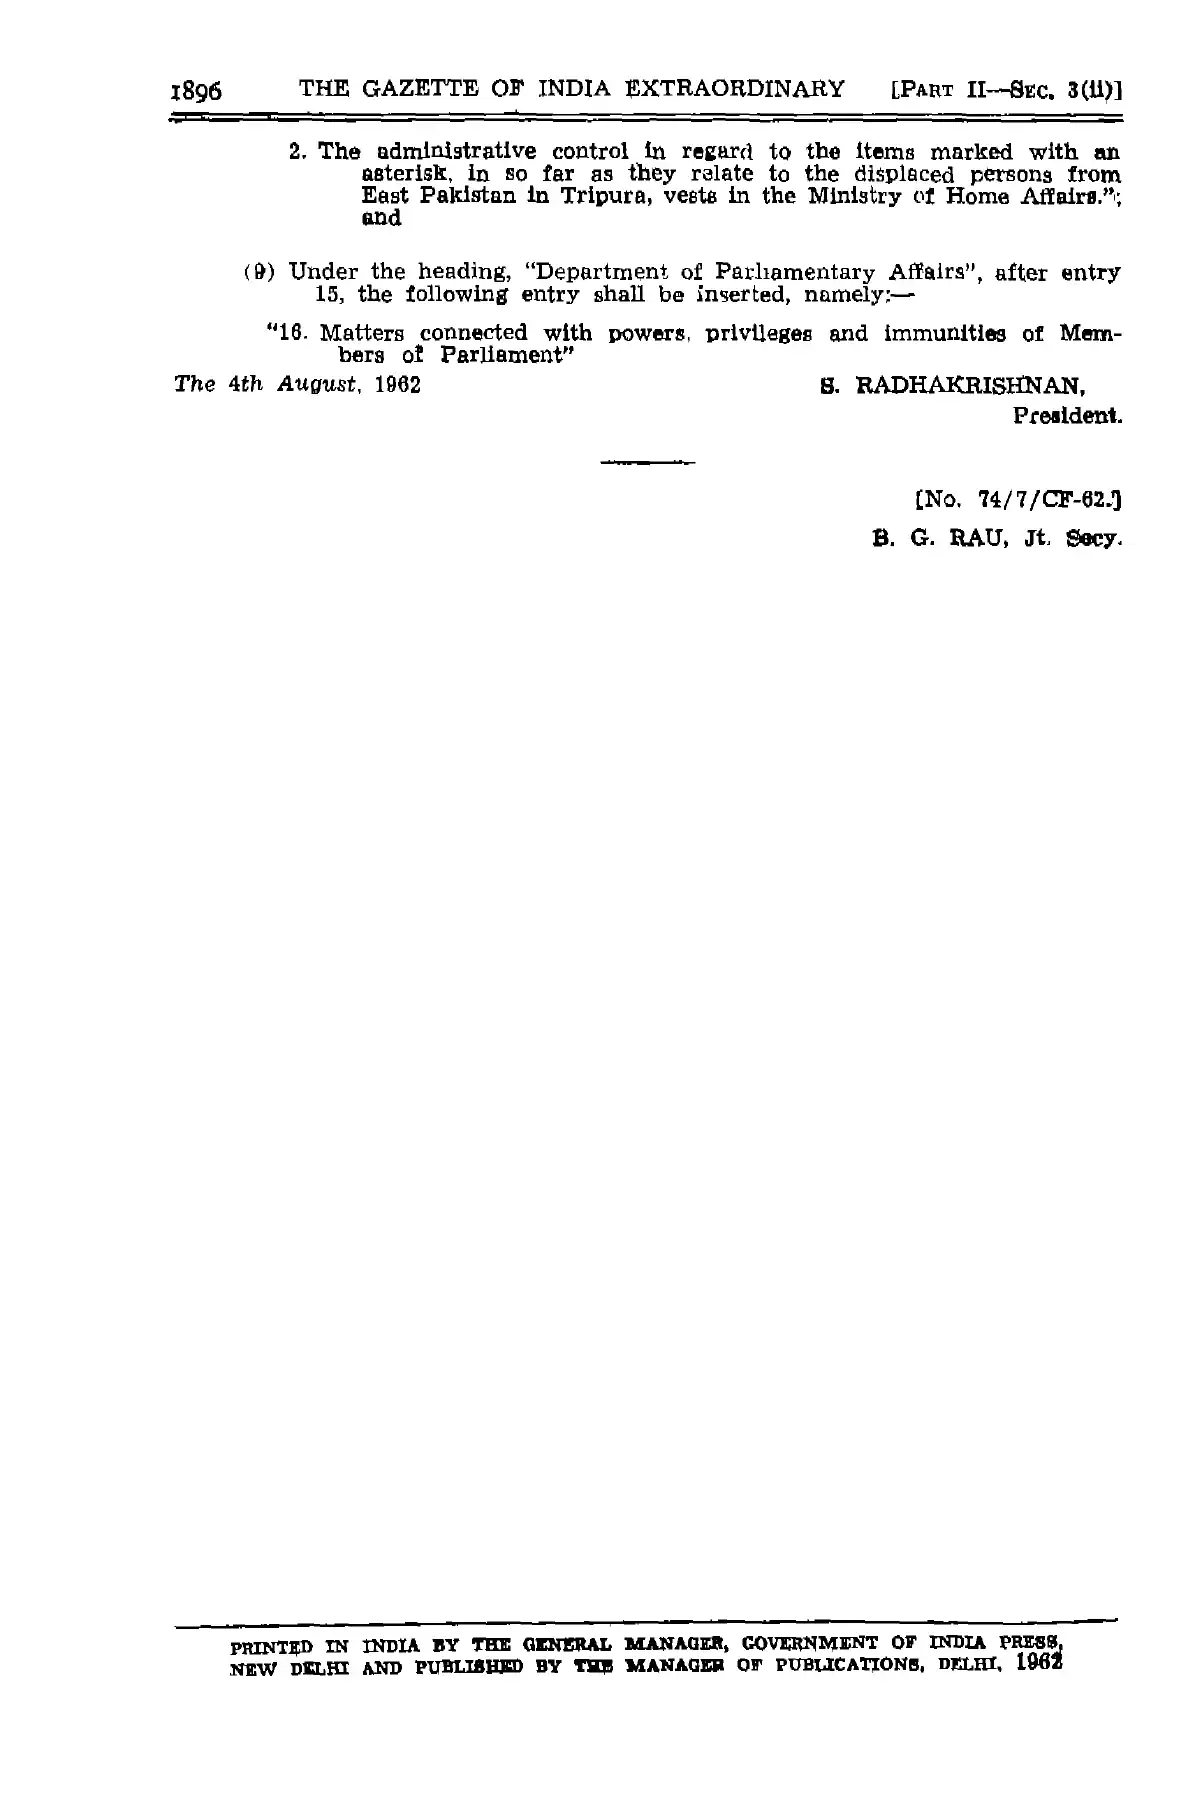 1896 THE GAZETTE OF INDIA EXTRAORDINARY [PART II—SEC. 3(ii)]
2. The administrative control in regard to the items marked with an
asterisk, in so far as they relate to the displaced persons from
East Pakistan in Tripura, vests in the Ministry of Home Affairs.”;
and
(9) Under the heading, “Department of Parliamentary Affairs”, after entry
15, the following entry shall be inserted, namely:—
“16. Matters connected with powers, privileges and immunities of Mem-
bers of Parliament”
The 4th August, 1962 S. RADHAKRISHNAN,
President.
[No. 74/7/CF-62.]
B. G. RAU, Jt. Secy.
PRINTED IN INDIA BY THE GENERAL MANAGER, GOVERNMENT OF INDIA PRESS,
NEW DELHI AND PUBLISHED BY THE MANAGER OF PUBLICATIONS, DELHI, 1962